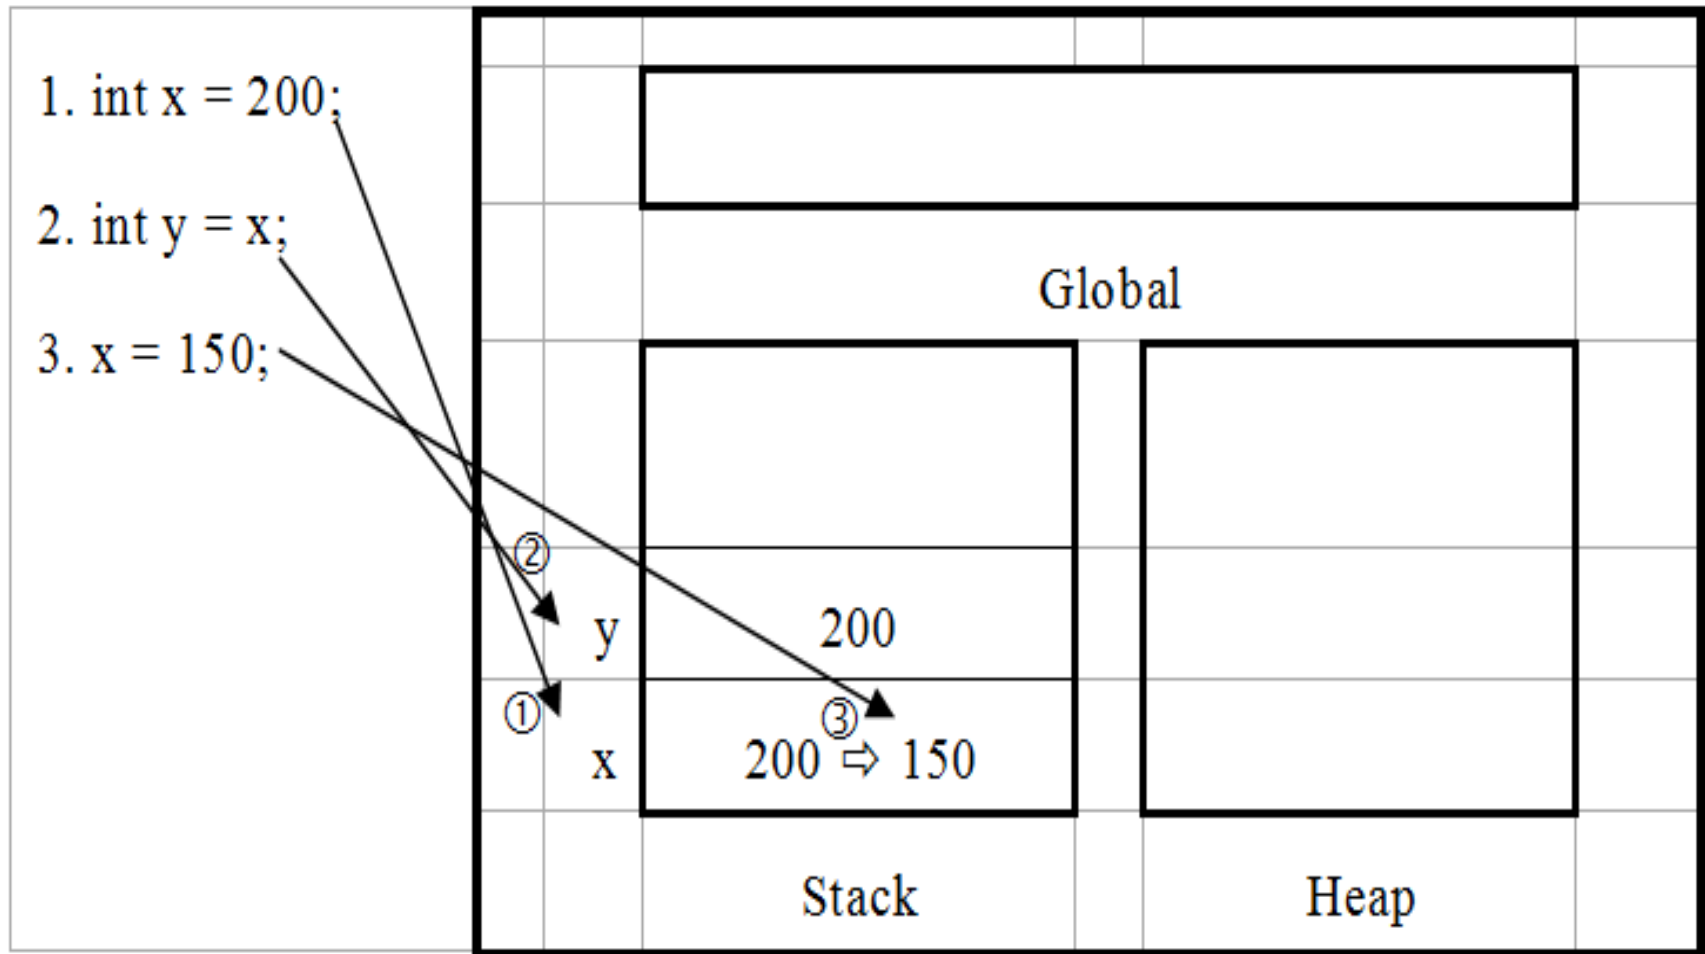 1. int x = 200;
2. int y = x;
3. x = 150;
Global
②
y 200
① ③
x 200 ⇨ 150
Stack Heap